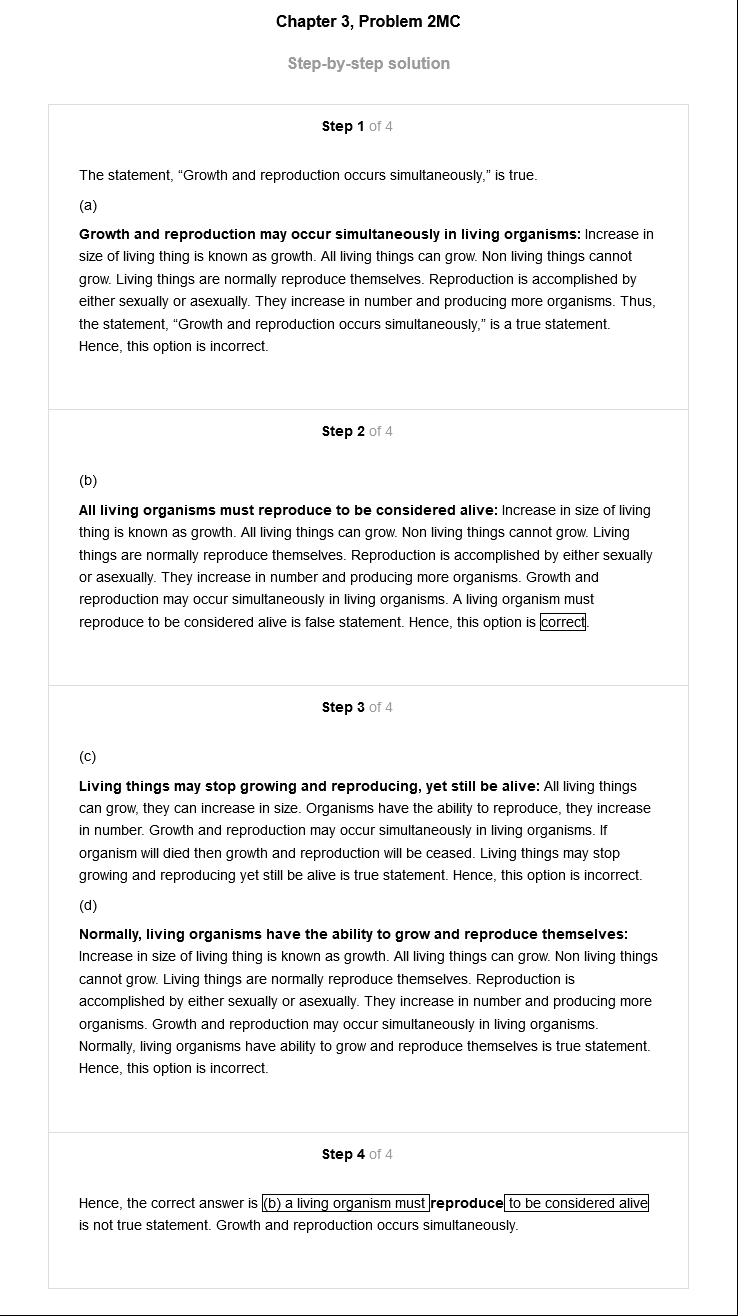 Chapter 3, Problem 2MC
Step-by-step solution
Step 1 of 4
The statement, “Growth and reproduction occurs simultaneously,” is true.
(a)
Growth and reproduction may occur simultaneously in living organisms: Increase in
size of living thing is known as growth. All living things can grow. Non living things cannot
grow. Living things are normally reproduce themselves. Reproduction is accomplished by
either sexually or asexually. They increase in number and producing more organisms. Thus,
the statement, “Growth and reproduction occurs simultaneously,” is a true statement.
Hence, this option is incorrect.
Step 2 of 4
(b)
All living organisms must reproduce to be considered alive: Increase in size of living
thing is known as growth. All living things can grow. Non living things cannot grow. Living
things are normally reproduce themselves. Reproduction is accomplished by either sexually
or asexually. They increase in number and producing more organisms. Growth and
reproduction may occur simultaneously in living organisms. A living organism must
reproduce to be considered alive is false statement. Hence, this option is correct.
Step 3 of 4
(c)
Living things may stop growing and reproducing, yet still be alive: All living things
can grow, they can increase in size. Organisms have the ability to reproduce, they increase
in number. Growth and reproduction may occur simultaneously in living organisms. If
organism will died then growth and reproduction will be ceased. Living things may stop
growing and reproducing yet still be alive is true statement. Hence, this option is incorrect.
(d)
Normally, living organisms have the ability to grow and reproduce themselves:
Increase in size of living thing is known as growth. All living things can grow. Non living things
cannot grow. Living things are normally reproduce themselves. Reproduction is
accomplished by either sexually or asexually. They increase in number and producing more
organisms. Growth and reproduction may occur simultaneously in living organisms.
Normally, living organisms have ability to grow and reproduce themselves is true statement.
Hence, this option is incorrect.
Step 4 of 4
Hence, the correct answer is (b) a living organism must reproduce to be considered alive
is not true statement. Growth and reproduction occurs simultaneously.